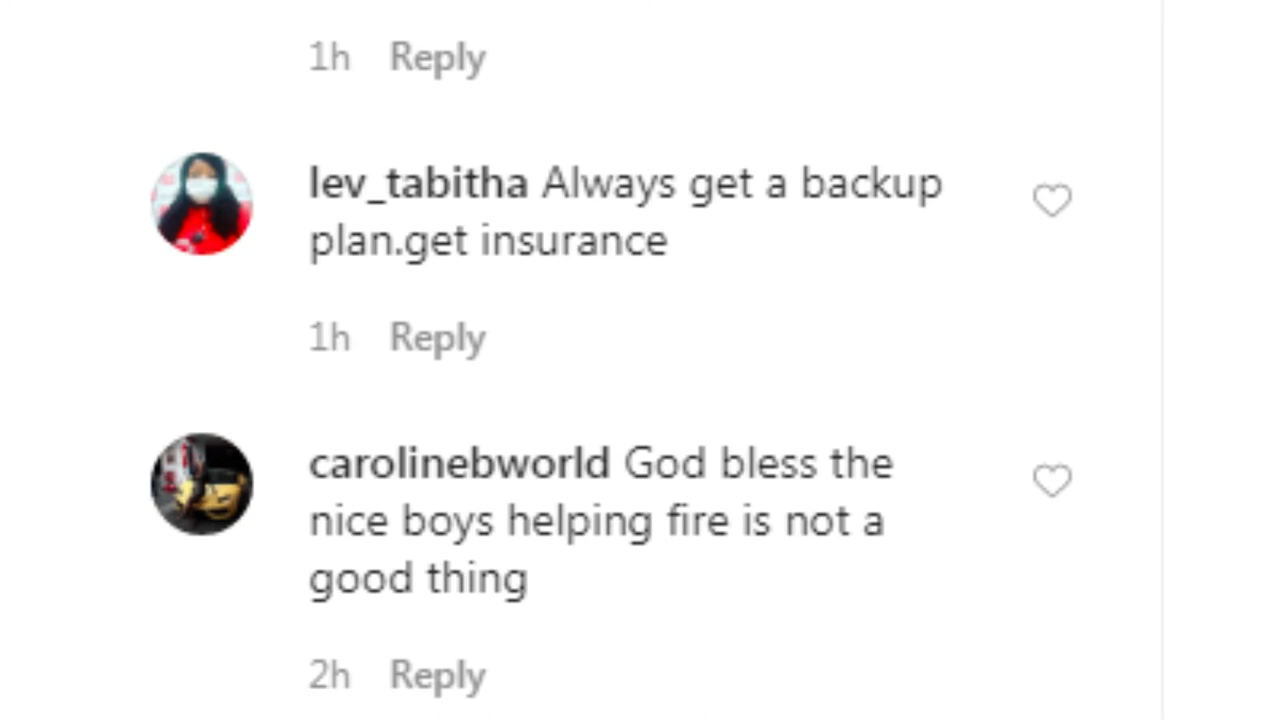 1h Reply
lev_tabitha Always get a backup
plan.get insurance
1h Reply
carolinebworld God bless the
nice boys helping fire is not a
good thing
2h Reply